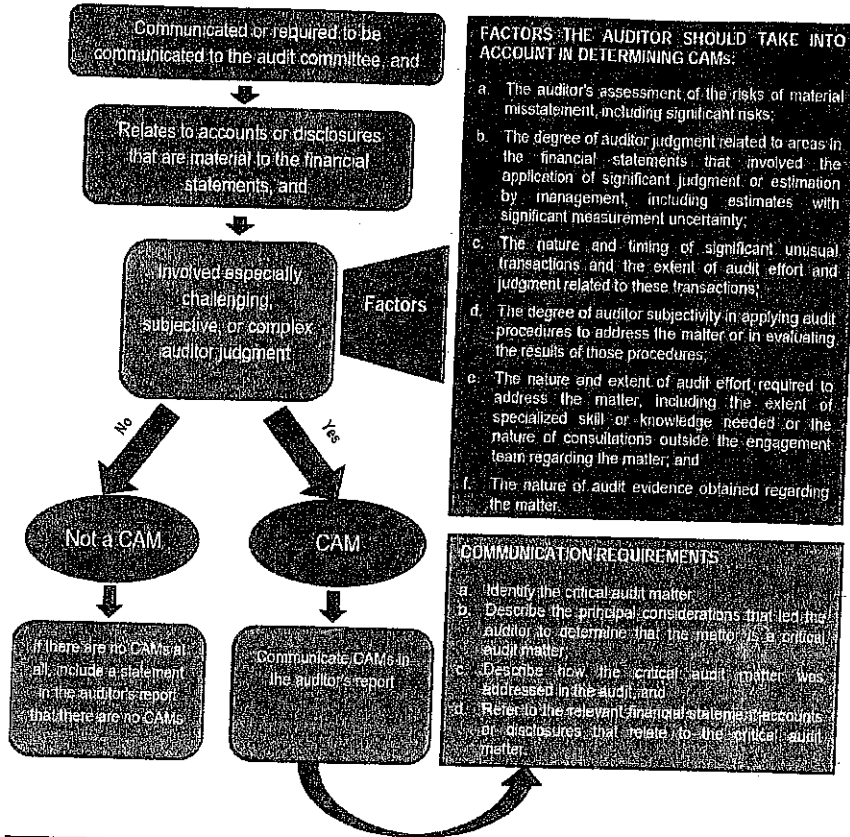 Communicated or required to be
communicated to the audit committee, and
Relates to accounts or disclosures
that are material to the financial
statements, and
Involved especially
challenging,
subjective, or complex
auditor judgment
Factors
No
Yes
Not a CAM
CAM
If there are no CAMs at
all, include a statement
in the auditor's report
that there are no CAMs
Communicate CAMs in
the auditor's report
FACTORS THE AUDITOR SHOULD TAKE INTO
ACCOUNT IN DETERMINING CAMs:
a. The auditor's assessment of the risks of material
misstatement, including significant risks;
b. The degree of auditor judgment related to areas in
the financial statements that involved the
application of significant judgment or estimation
by management, including estimates with
significant measurement uncertainty;
c. The nature and timing of significant unusual
transactions and the extent of audit effort and
judgment related to these transactions;
d. The degree of auditor subjectivity in applying audit
procedures to address the matter or in evaluating
the results of those procedures;
e. The nature and extent of audit effort required to
address the matter, including the extent of
specialized skill or knowledge needed or the
nature of consultations outside the engagement
team regarding the matter; and
f. The nature of audit evidence obtained regarding
the matter.
COMMUNICATION REQUIREMENTS
a. Identify the critical audit matter
b. Describe the principal considerations that led the
auditor to determine that the matter is a critical
audit matter
c. Describe how the critical audit matter was
addressed in the audit, and
d. Refer to the relevant financial statement accounts
or disclosures that relate to the critical audit
matter.